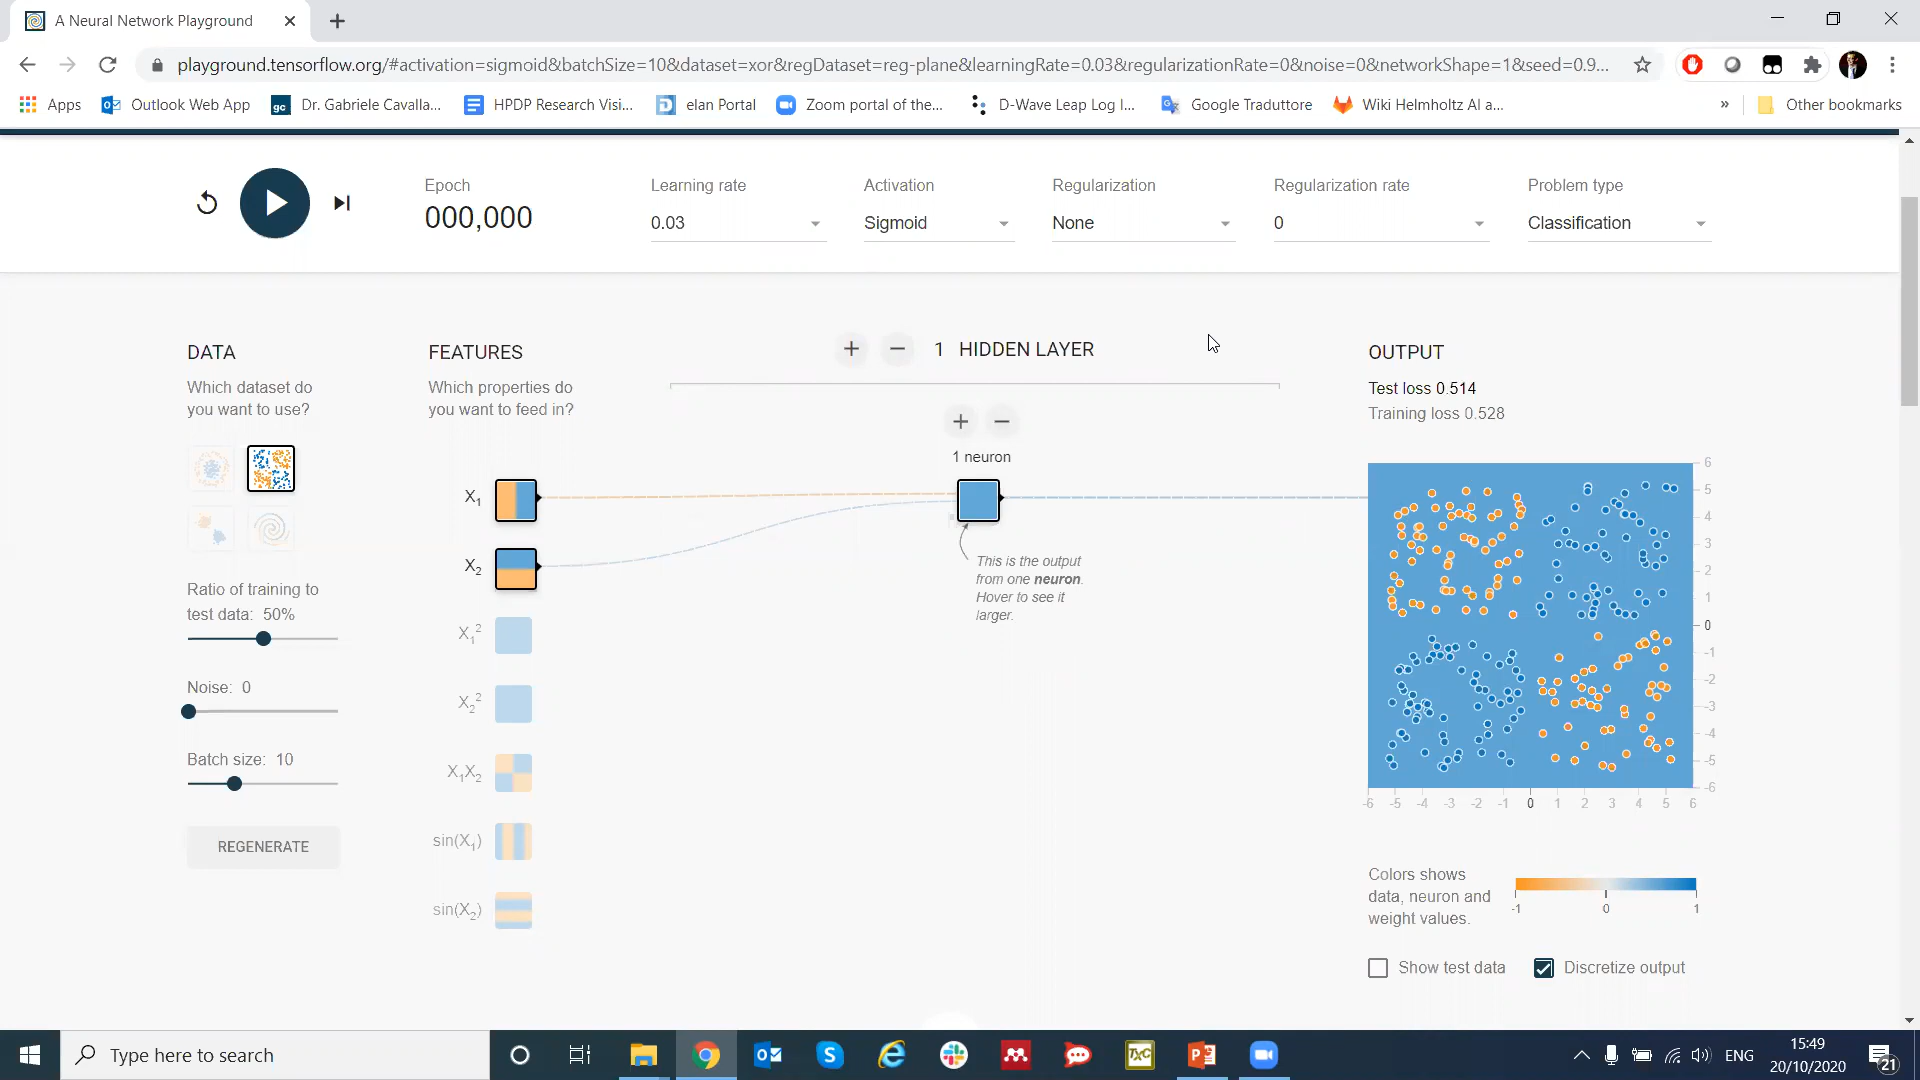 A Neural Network Playground
playground.tensorflow.org/#activation=sigmoid&batchSize=10&dataset=xor&regDataset=reg-plane&learningRate=0.03&regularizationRate=0&noise=0&networkShape=1&seed=0.9...
Apps Outlook Web App gc Dr. Gabriele Cavalla... HPDP Research Visi... elan Portal Zoom portal of the... D-Wave Leap Log I... Google Traduttore Wiki Helmholtz AI a... » Other bookmarks
Epoch Learning rate Activation Regularization Regularization rate Problem type
000,000 0.03 Sigmoid None 0 Classification
DATA
Which dataset do
you want to use?
Ratio of training to
test data: 50%
Noise: 0
Batch size: 10
REGENERATE
FEATURES
Which properties do
you want to feed in?
X1
X2
X1²
X2²
X1X2
sin(X1)
sin(X2)
+ − 1 HIDDEN LAYER
+ −
1 neuron
This is the output
from one neuron.
Hover to see it
larger.
OUTPUT
Test loss 0.514
Training loss 0.528
6
5
4
3
2
1
0
-1
-2
-3
-4
-5
-6
-6 -5 -4 -3 -2 -1 0 1 2 3 4 5 6
Colors shows
data, neuron and
weight values.
-1 0 1
Show test data Discretize output
Type here to search
TXC
ENG
15:49
20/10/2020
21